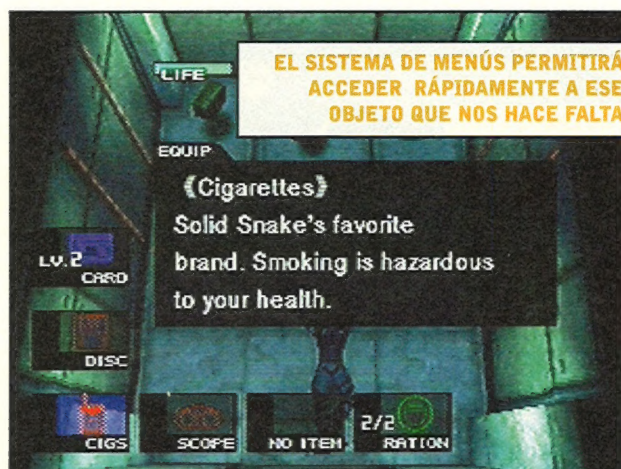 EL SISTEMA DE MENÚS PERMITIRÁ
ACCEDER RÁPIDAMENTE A ESE
OBJETO QUE NOS HACE FALTA
LIFE
EQUIP
《Cigarettes》
Solid Snake's favorite
brand. Smoking is hazardous
to your health.
LV.2
CARD
DISC
CIGS
SCOPE
NO ITEM
2/2
RATION